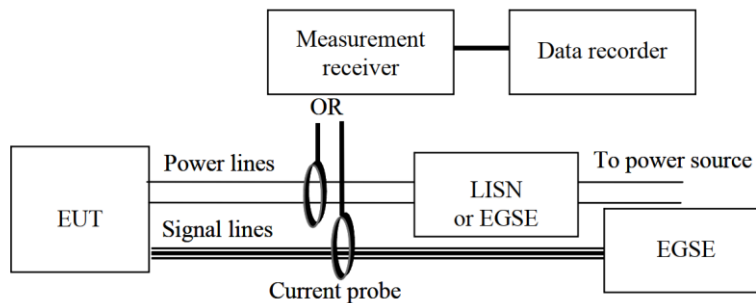 Measurement
receiver
Data recorder
OR
Power lines
To power source
EUT
LISN
or EGSE
Signal lines
EGSE
Current probe